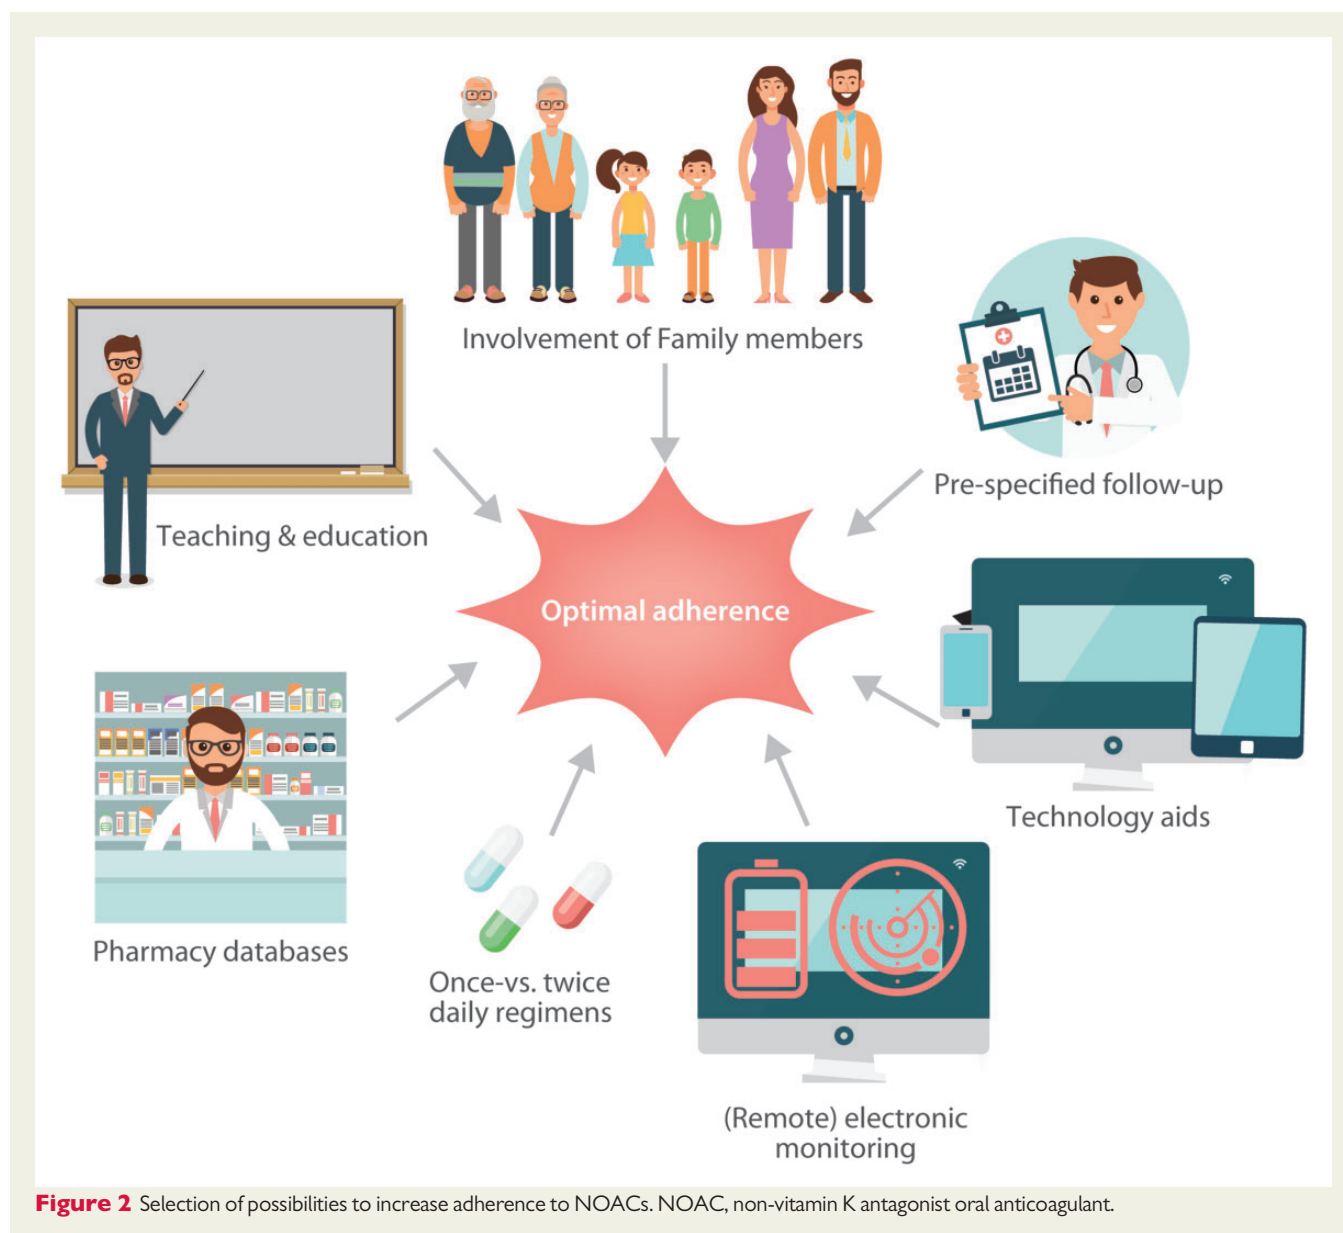 Involvement of Family members
Pre-specified follow-up
Teaching & education
Optimal adherence
Technology aids
Pharmacy databases
Once-vs. twice
daily regimens
(Remote) electronic
monitoring
Figure 2 Selection of possibilities to increase adherence to NOACs. NOAC, non-vitamin K antagonist oral anticoagulant.